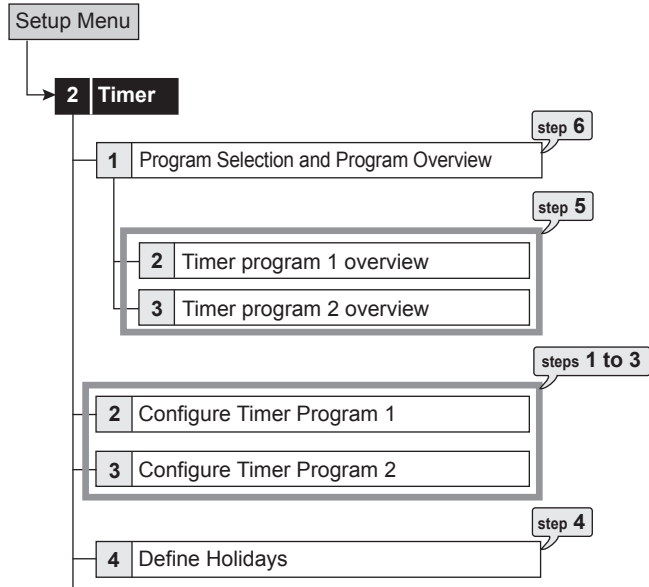 Setup Menu
2 Timer
step 6
1 Program Selection and Program Overview
step 5
2 Timer program 1 overview
3 Timer program 2 overview
steps 1 to 3
2 Configure Timer Program 1
3 Configure Timer Program 2
step 4
4 Define Holidays